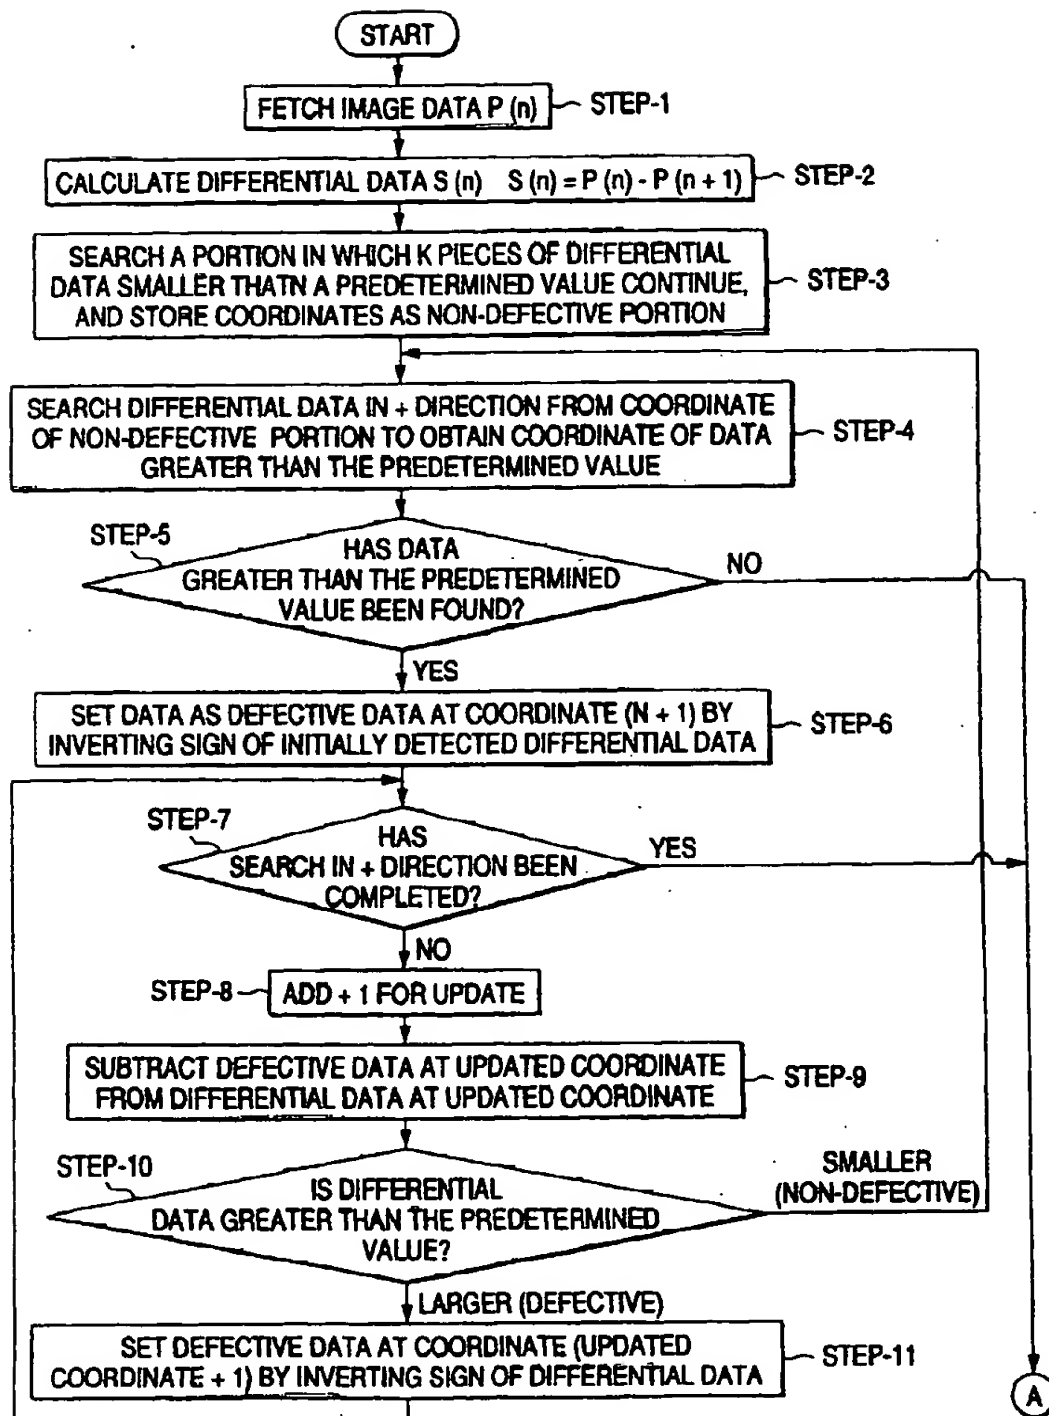 START
FETCH IMAGE DATA P (n)
STEP-1
CALCULATE DIFFERENTIAL DATA S (n) S (n) = P (n) - P (n + 1)
STEP-2
SEARCH A PORTION IN WHICH K PIECES OF DIFFERENTIAL
DATA SMALLER THATN A PREDETERMINED VALUE CONTINUE,
AND STORE COORDINATES AS NON-DEFECTIVE PORTION
STEP-3
SEARCH DIFFERENTIAL DATA IN + DIRECTION FROM COORDINATE
OF NON-DEFECTIVE PORTION TO OBTAIN COORDINATE OF DATA
GREATER THAN THE PREDETERMINED VALUE
STEP-4
STEP-5
HAS DATA
GREATER THAN THE PREDETERMINED
VALUE BEEN FOUND?
NO
YES
SET DATA AS DEFECTIVE DATA AT COORDINATE (N + 1) BY
INVERTING SIGN OF INITIALLY DETECTED DIFFERENTIAL DATA
STEP-6
STEP-7
HAS
SEARCH IN + DIRECTION BEEN
COMPLETED?
YES
NO
STEP-8
ADD + 1 FOR UPDATE
SUBTRACT DEFECTIVE DATA AT UPDATED COORDINATE
FROM DIFFERENTIAL DATA AT UPDATED COORDINATE
STEP-9
STEP-10
IS DIFFERENTIAL
DATA GREATER THAN THE PREDETERMINED
VALUE?
SMALLER
(NON-DEFECTIVE)
LARGER (DEFECTIVE)
SET DEFECTIVE DATA AT COORDINATE (UPDATED
COORDINATE + 1) BY INVERTING SIGN OF DIFFERENTIAL DATA
STEP-11
A